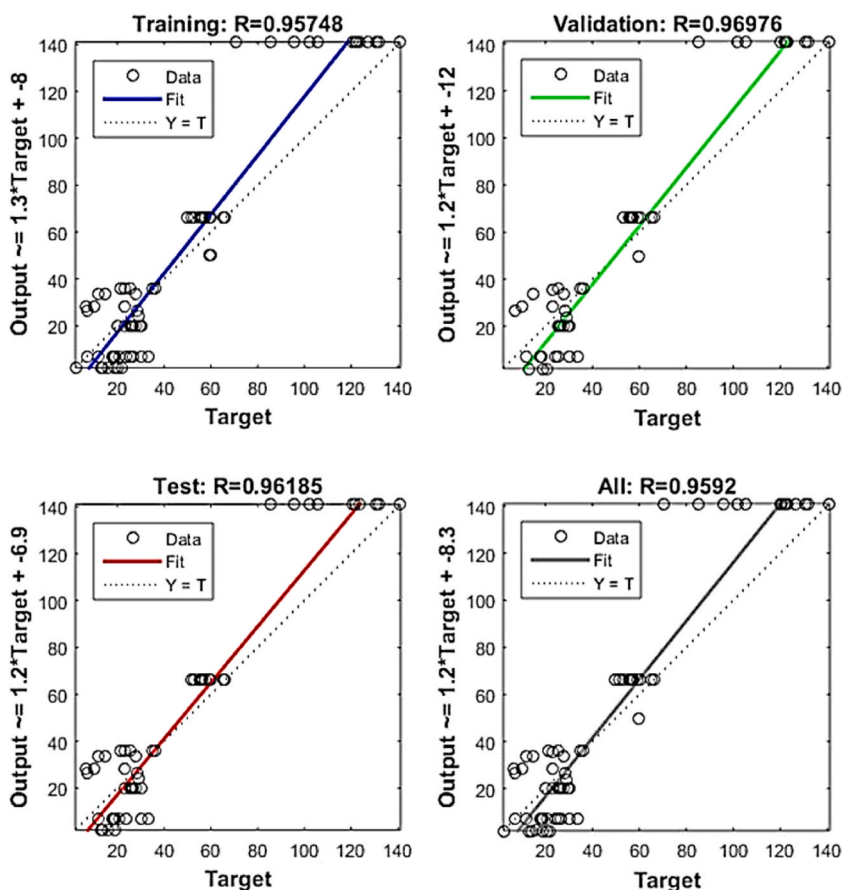 Training: R=0.95748
Output ~= 1.3*Target + -8
140
120
100
80
60
40
20
Data
Fit
Y = T
20 40 60 80 100 120 140
Target
Validation: R=0.96976
Output ~= 1.2*Target + -12
140
120
100
80
60
40
20
Data
Fit
Y = T
20 40 60 80 100 120 140
Target
Test: R=0.96185
Output ~= 1.2*Target + -6.9
140
120
100
80
60
40
20
Data
Fit
Y = T
20 40 60 80 100 120 140
Target
All: R=0.9592
Output ~= 1.2*Target + -8.3
140
120
100
80
60
40
20
Data
Fit
Y = T
20 40 60 80 100 120 140
Target